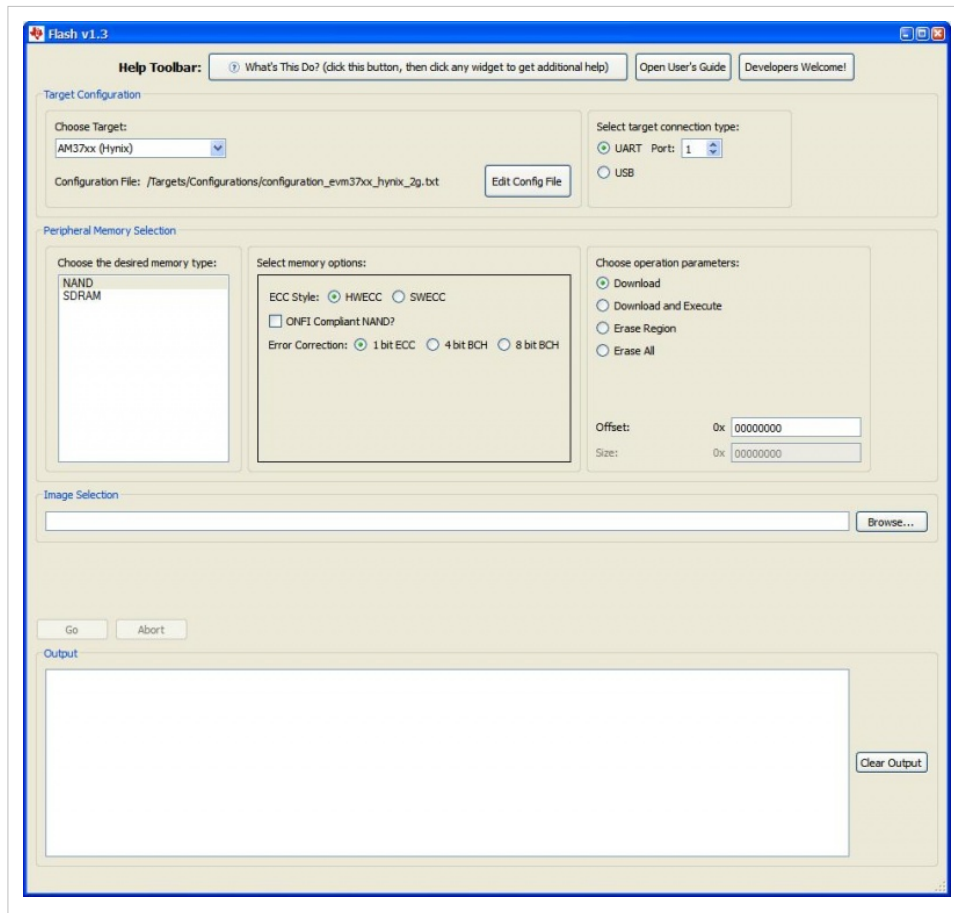 Flash v1.3
Help Toolbar: What's This Do? (click this button, then click any widget to get additional help) Open User's Guide Developers Welcome!
Target Configuration
Choose Target:
AM37xx (Hynix)
Configuration File: /Targets/Configurations/configuration_evm37xx_hynix_2g.txt Edit Config File
Select target connection type:
UART Port: 1
USB
Peripheral Memory Selection
Choose the desired memory type:
NAND
SDRAM
Select memory options:
ECC Style: HWECC SWECC
ONFI Compliant NAND?
Error Correction: 1 bit ECC 4 bit BCH 8 bit BCH
Choose operation parameters:
Download
Download and Execute
Erase Region
Erase All
Offset: 0x 00000000
Size: 0x 00000000
Image Selection
Browse...
Go Abort
Output
Clear Output